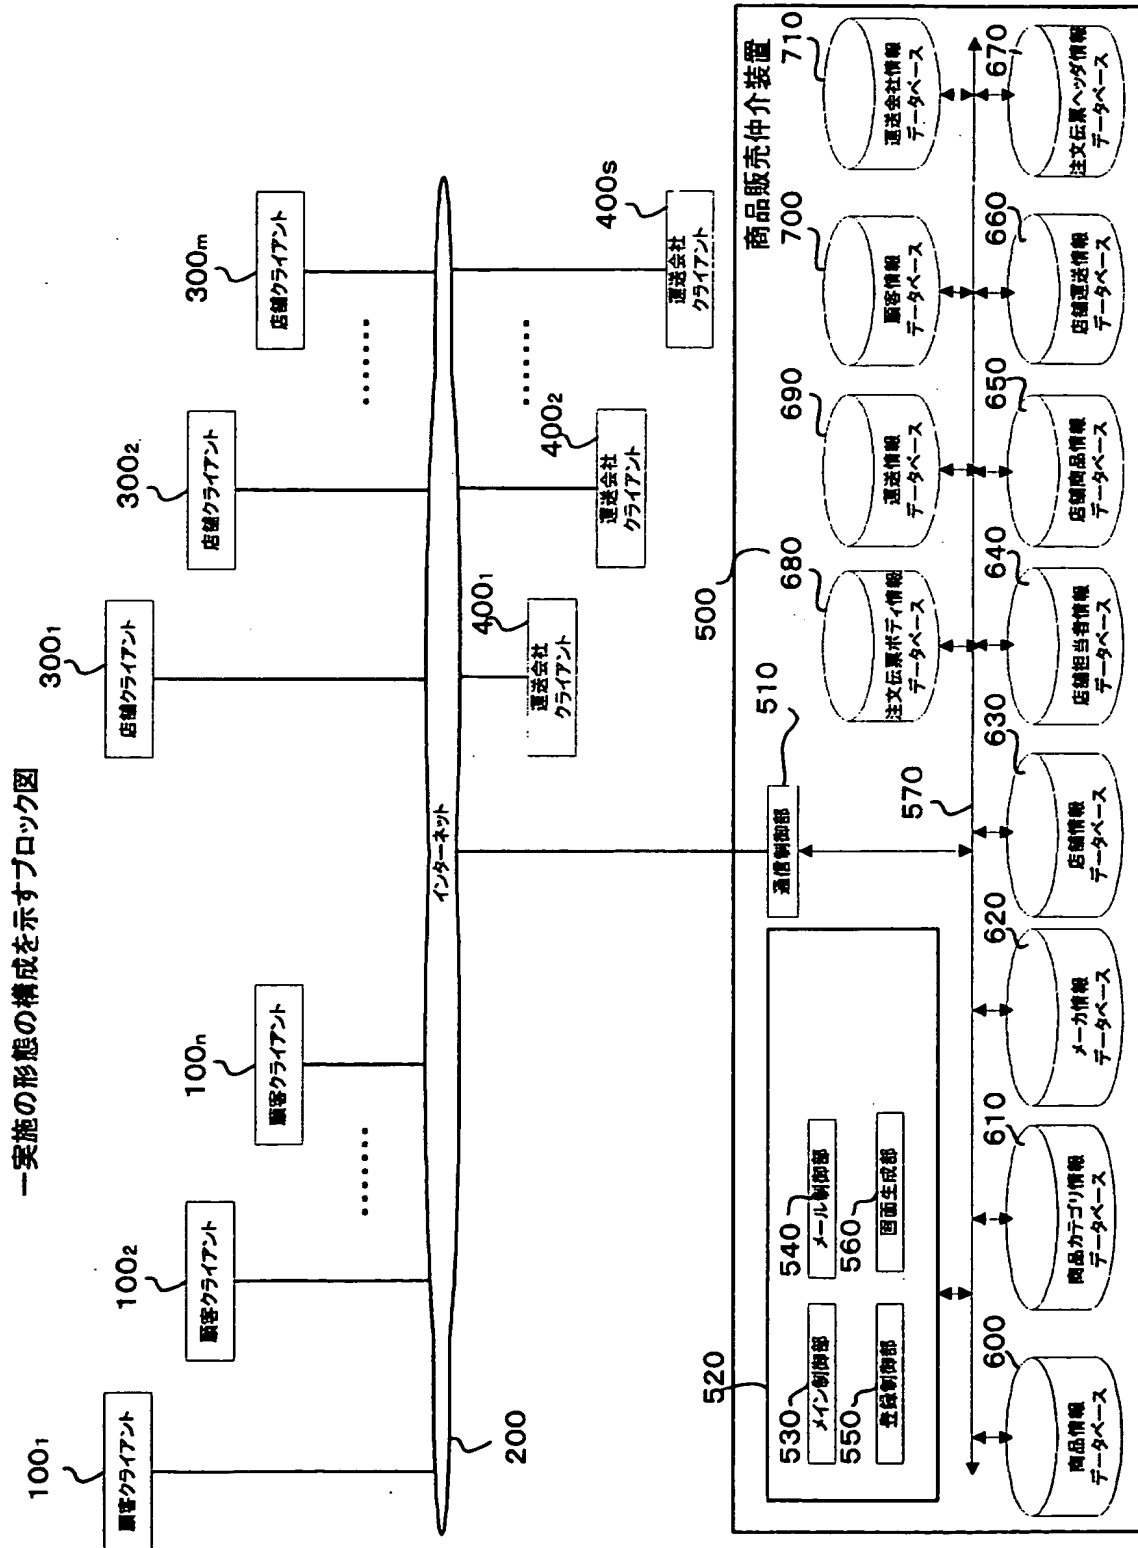 一実施の形態の構成を示すブロック図
100₁
顧客クライアント
100₂
顧客クライアント
・・・・・・・
100n
顧客クライアント
300₁
店舗クライアント
300₂
店舗クライアント
・・・・・・・
300m
店舗クライアント
200
インターネット
400₁
運送会社
クライアント
400₂
運送会社
クライアント
・・・・・・・
400s
運送会社
クライアント
500
商品販売仲介装置
510
通信制御部
520
530
メイン制御部
540
メール制御部
550
登録制御部
560
画面生成部
570
680
注文伝票ボディ情報
データベース
690
運送情報
データベース
700
顧客情報
データベース
710
運送会社情報
データベース
600
商品情報
データベース
610
商品カテゴリ情報
データベース
620
メーカ情報
データベース
630
店舗情報
データベース
640
店舗担当者情報
データベース
650
店舗商品情報
データベース
660
店舗運送情報
データベース
670
注文伝票ヘッダ情報
データベース